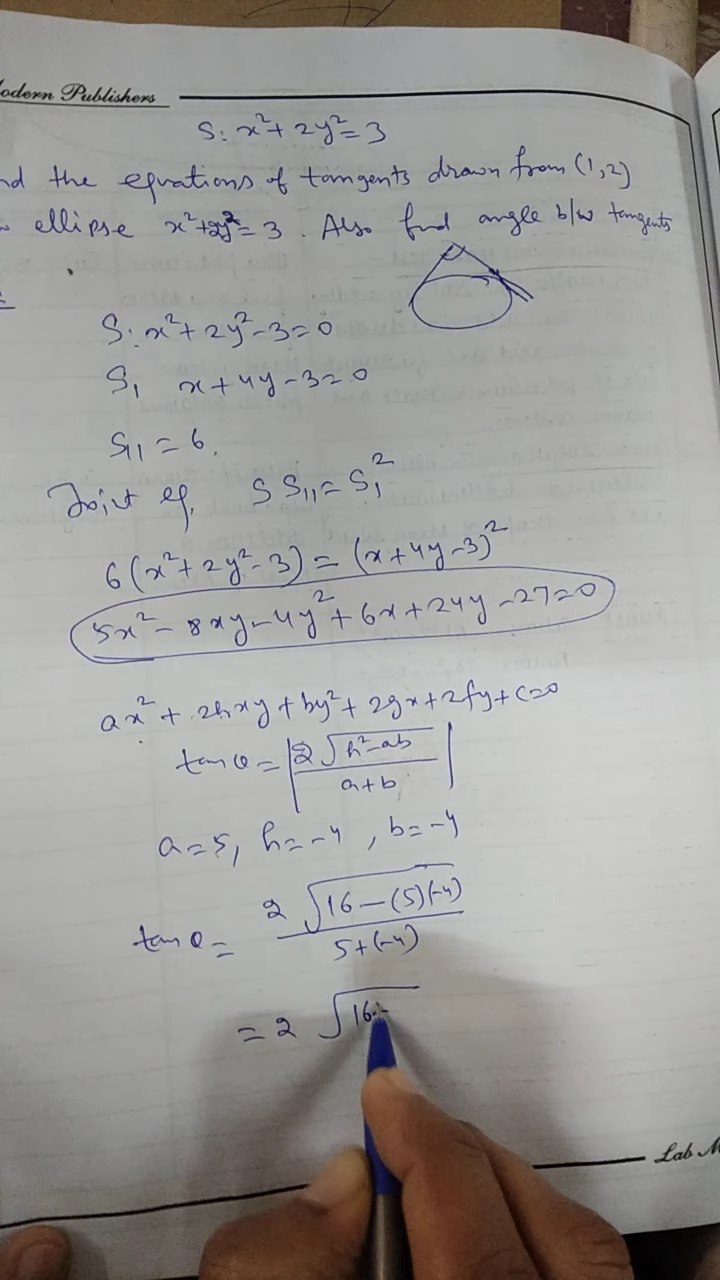 odern Publishers
S: x²+ 2y²= 3
nd the equations of tangents drawn from (1,2)
ellipse x²+2y²= 3. Also find angle b/w tangents
S: x²+ 2y²-3=0
S₁ x+4y-3=0
S₁₁ = 6.
Joint eq. S S₁₁= S₁²
6(x²+ 2y²-3) = (x+4y-3)²
5x²- 8xy-4y²+6x+24y-27=0
ax²+ 2hxy+by²+2gx+2fy+c=0
tanθ = |2√(h²-ab)/(a+b)|
a=5, h=-4, b=-4
tanθ = 2√(16-(5)(-4))/(5+(-4))
= 2 √16
Lab M